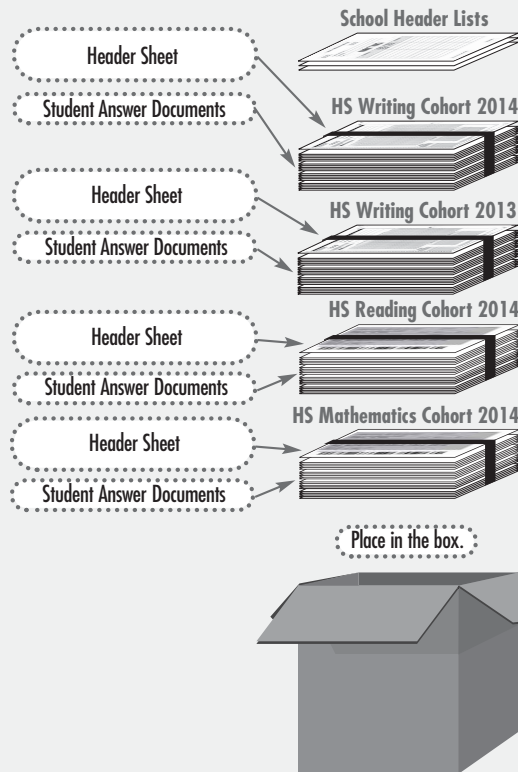 School Header Lists
Header Sheet
Student Answer Documents
HS Writing Cohort 2014
Header Sheet
Student Answer Documents
HS Writing Cohort 2013
Header Sheet
Student Answer Documents
HS Reading Cohort 2014
Header Sheet
Student Answer Documents
HS Mathematics Cohort 2014
Place in the box.